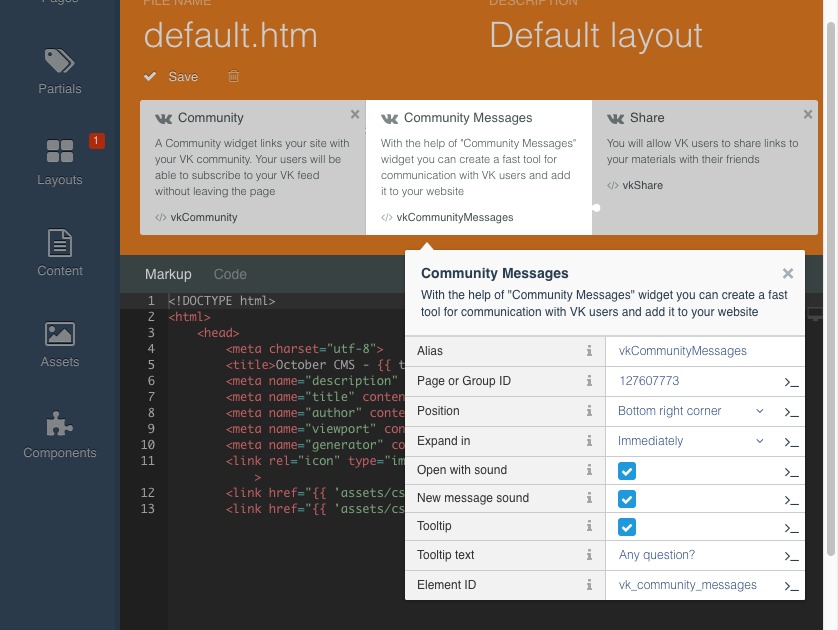 Pages
FILE NAME
DESCRIPTION
default.htm
Default layout
Save
Partials
1
Layouts
Content
Assets
Components
Community
A Community widget links your site with
your VK community. Your users will be
able to subscribe to your VK feed
without leaving the page
</> vkCommunity
Community Messages
With the help of "Community Messages"
widget you can create a fast tool for
communication with VK users and add
it to your website
</> vkCommunityMessages
Share
You will allow VK users to share links to
your materials with their friends
</> vkShare
Markup
Code
1 <!DOCTYPE html>
2 <html>
3 <head>
4 <meta charset="utf-8">
5 <title>October CMS - {{ t
6 <meta name="description"
7 <meta name="title" conten
8 <meta name="author" conte
9 <meta name="viewport" con
10 <meta name="generator" co
11 <link rel="icon" type="im
>
12 <link href="{{ 'assets/cs
13 <link href="{{ 'assets/cs
Community Messages
With the help of "Community Messages" widget you can create a fast
tool for communication with VK users and add it to your website
Alias vkCommunityMessages
Page or Group ID 127607773
Position Bottom right corner
Expand in Immediately
Open with sound
New message sound
Tooltip
Tooltip text Any question?
Element ID vk_community_messages